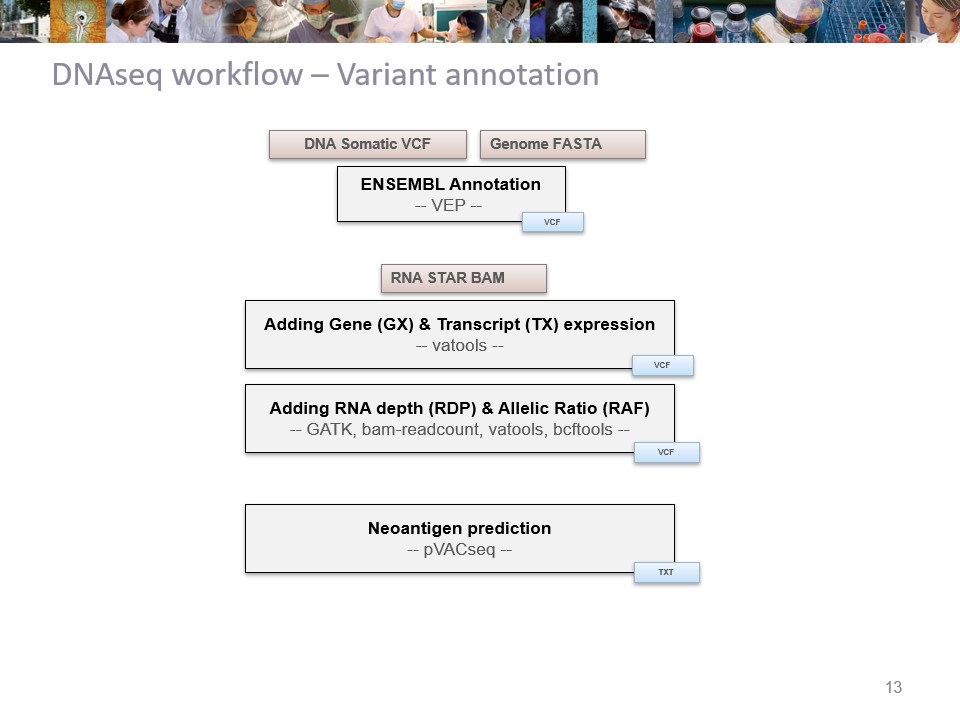 DNAseq workflow – Variant annotation
DNA Somatic VCF
Genome FASTA
ENSEMBL Annotation
-- VEP --
VCF
RNA STAR BAM
Adding Gene (GX) & Transcript (TX) expression
-- vatools --
VCF
Adding RNA depth (RDP) & Allelic Ratio (RAF)
-- GATK, bam-readcount, vatools, bcftools --
VCF
Neoantigen prediction
-- pVACseq --
TXT
13